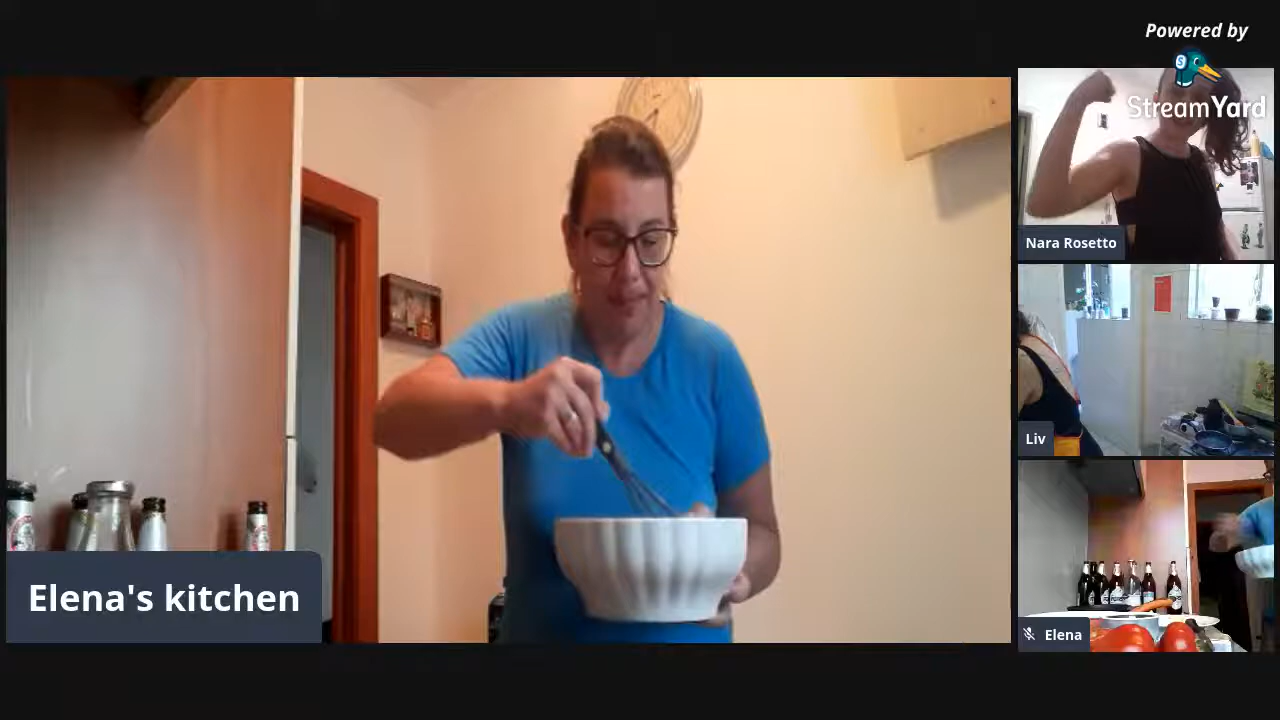 Powered by
StreamYard
Nara Rosetto
Liv
Elena's kitchen
Elena